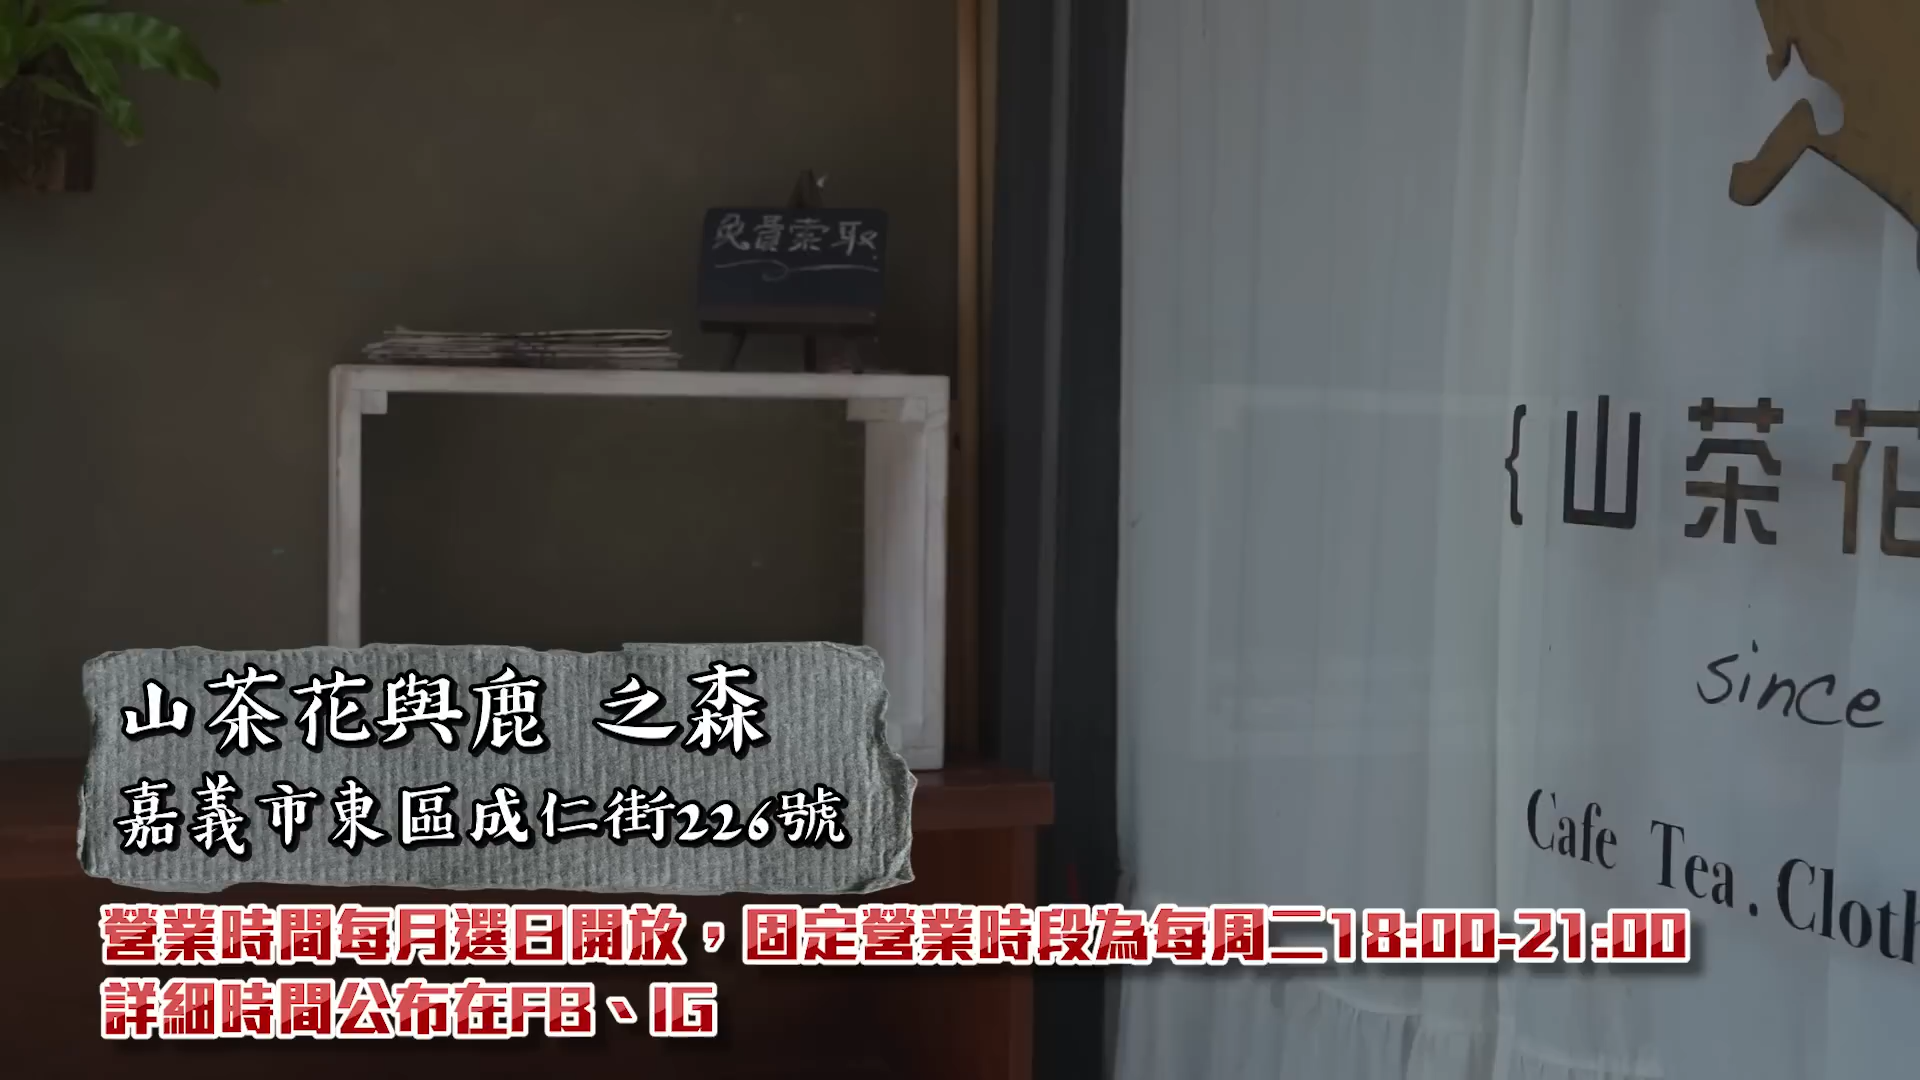 免員索取
{山茶花
since
Cafe Tea.Cloth
山茶花與鹿 之森
嘉義市東區成仁街226號
營業時間每月選日開放，固定營業時段為每周二18:00-21:00
詳細時間公布在FB、IG